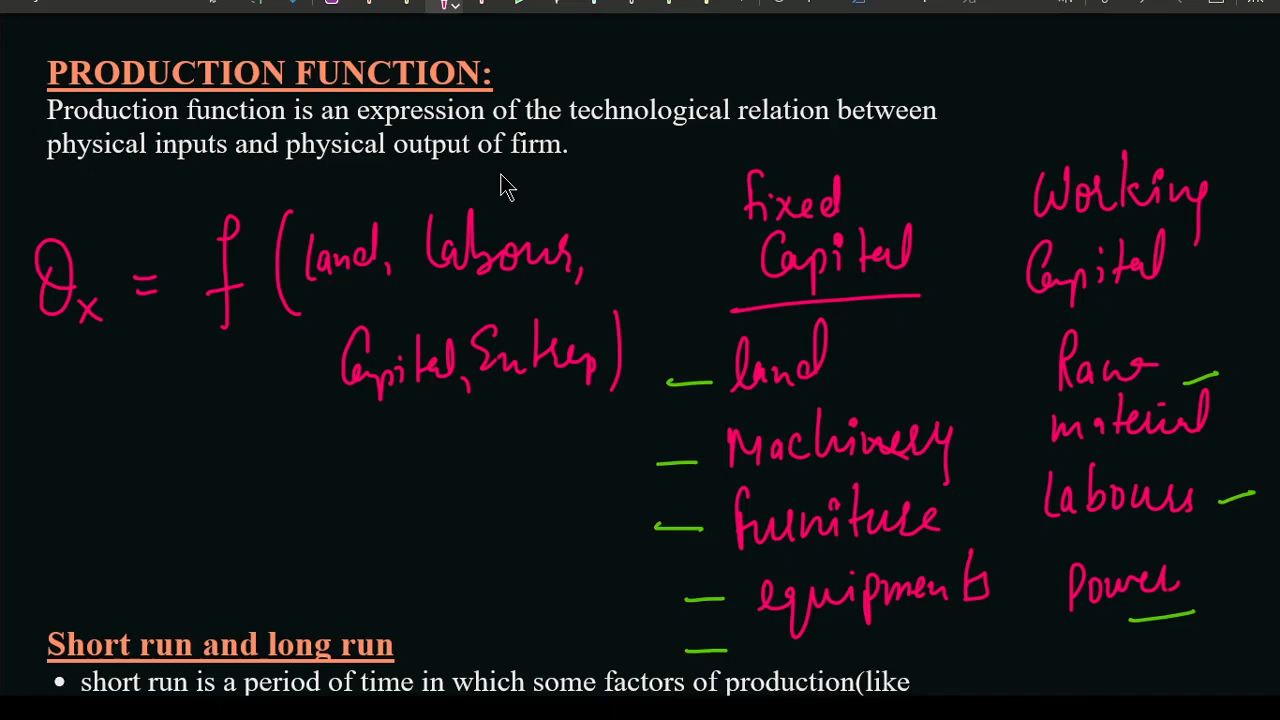 PRODUCTION FUNCTION:
Production function is an expression of the technological relation between
physical inputs and physical output of firm.
Qx = f (land, labour,
Capital, Entrep)
fixed
Capital
land
Machinery
furniture
equipments
Working
Capital
Raw
material
Labours
Power
Short run and long run
• short run is a period of time in which some factors of production(like